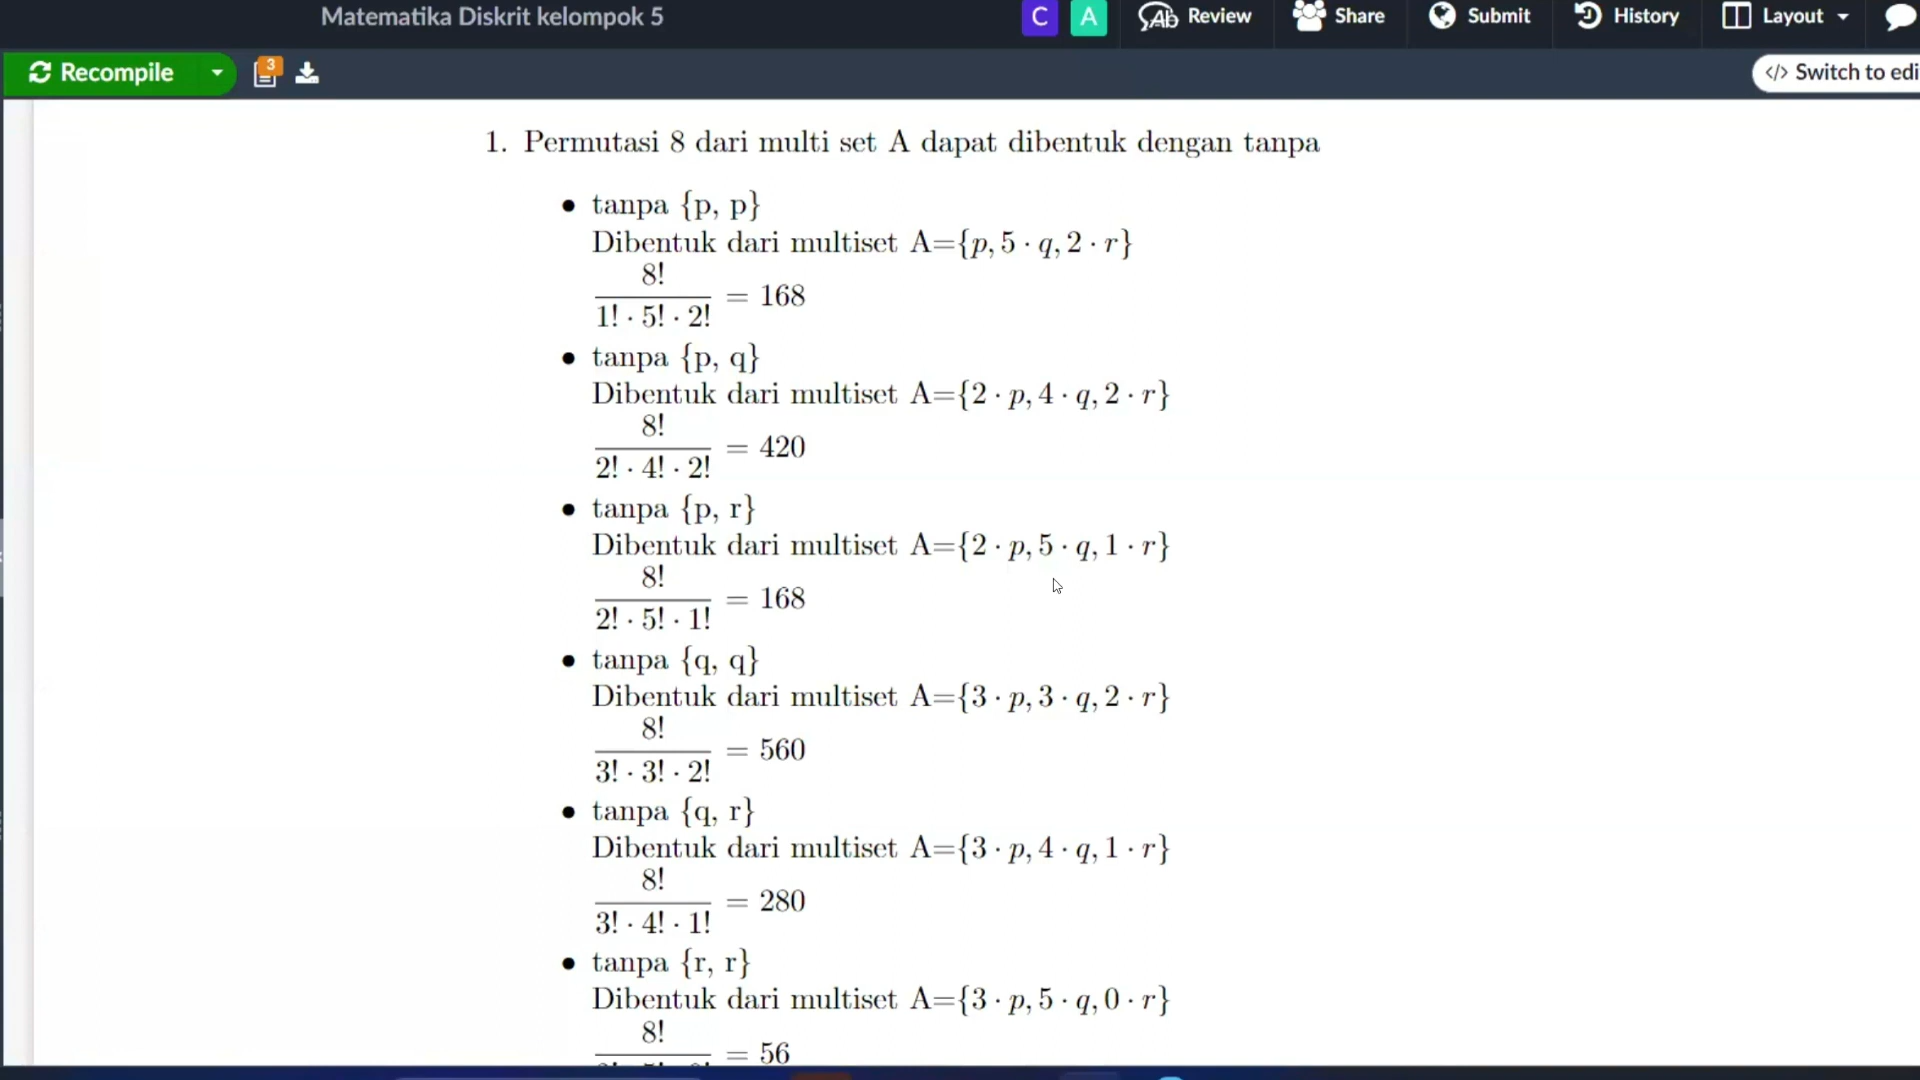 Matematika Diskrit kelompok 5
C A Review Share Submit History Layout
Recompile 3 </> Switch to edi
1. Permutasi 8 dari multi set A dapat dibentuk dengan tanpa
• tanpa {p, p}
Dibentuk dari multiset A={p, 5 · q, 2 · r}
8!
1! · 5! · 2!
= 168
• tanpa {p, q}
Dibentuk dari multiset A={2 · p, 4 · q, 2 · r}
8!
2! · 4! · 2!
= 420
• tanpa {p, r}
Dibentuk dari multiset A={2 · p, 5 · q, 1 · r}
8!
2! · 5! · 1!
= 168
• tanpa {q, q}
Dibentuk dari multiset A={3 · p, 3 · q, 2 · r}
8!
3! · 3! · 2!
= 560
• tanpa {q, r}
Dibentuk dari multiset A={3 · p, 4 · q, 1 · r}
8!
3! · 4! · 1!
= 280
• tanpa {r, r}
Dibentuk dari multiset A={3 · p, 5 · q, 0 · r}
8!
= 56